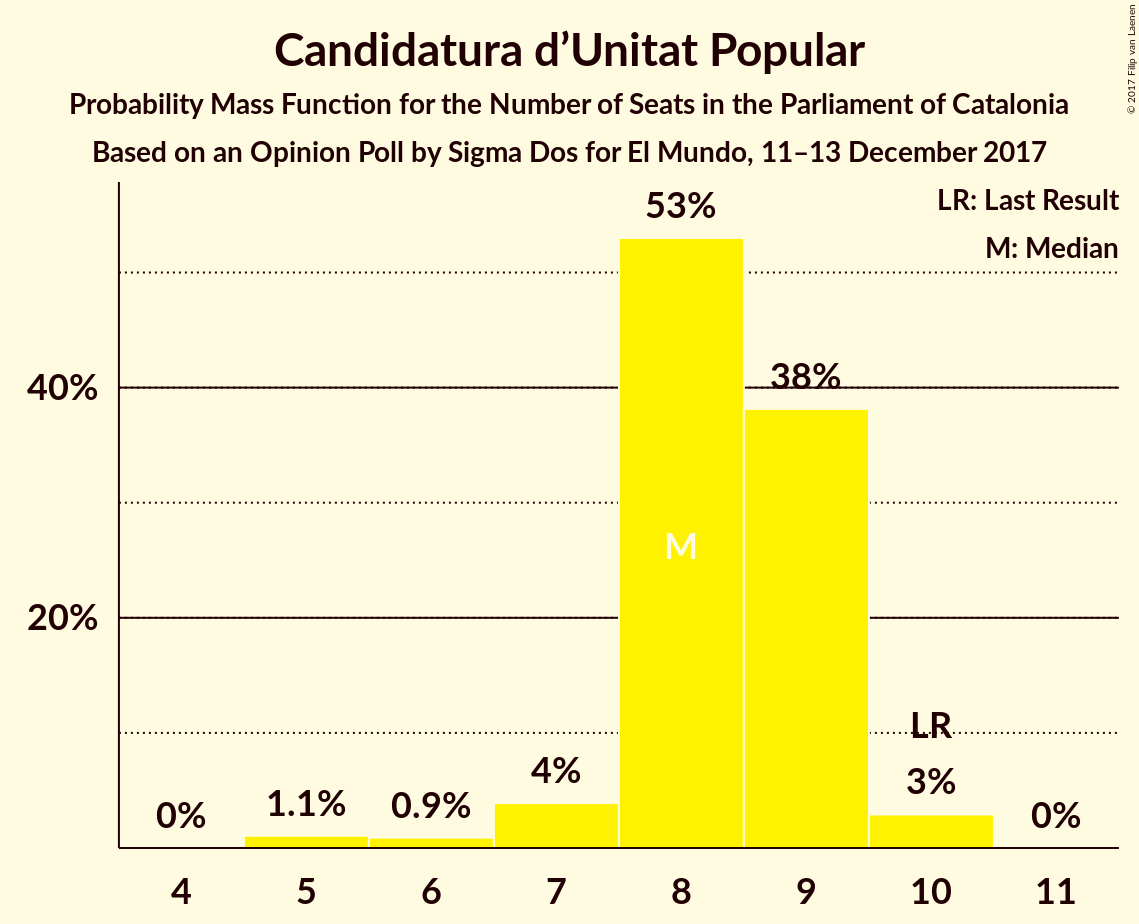 Candidatura d’Unitat Popular
Probability Mass Function for the Number of Seats in the Parliament of Catalonia
Based on an Opinion Poll by Sigma Dos for El Mundo, 11–13 December 2017
© 2017 Filip van Laenen
LR: Last Result
M: Median
53%
38%
40%
M
20%
LR
0%
1.1%
0.9%
4%
3%
0%
4 5 6 7 8 9 10 11